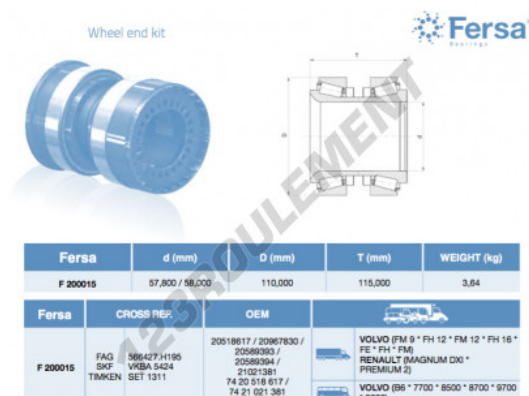 Wheel end kit
Fersa
Bearings
T
D
d
123ROULEMENT
Fersa d (mm) D (mm) T (mm) WEIGHT (kg)
F 200015 57,800 / 58,000 110,000 115,000 3,64
Fersa CROSS REF. OEM
F 200015
FAG 566427.H195
SKF VKBA 5424
TIMKEN SET 1311
20518617 / 20967830 /
20589393 /
20589394 /
21021381
74 20 518 617 /
74 21 021 381
VOLVO (FM 9 * FH 12 * FM 12 * FH 16 *
FE * FH * FM)
RENAULT (MAGNUM DXI *
PREMIUM 2)
VOLVO (B6 * 7700 * 8500 * 8700 * 9700